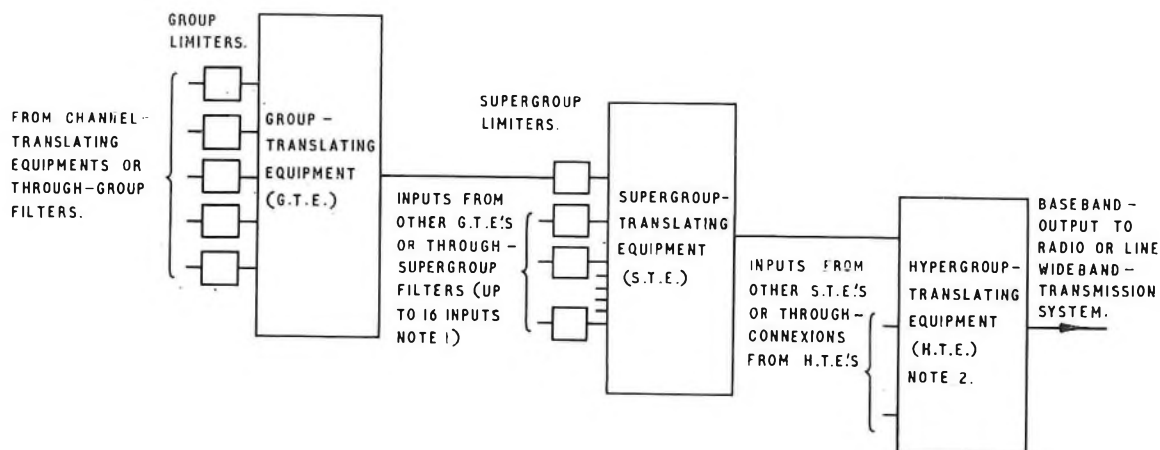 GROUP
LIMITERS.
FROM CHANNEL-
TRANSLATING
EQUIPMENTS OR
THROUGH-GROUP
FILTERS.
GROUP -
TRANSLATING
EQUIPMENT
(G.T.E.)
SUPERGROUP
LIMITERS.
INPUTS FROM
OTHER G.T.E'S
OR THROUGH -
SUPERGROUP
FILTERS (UP
TO 16 INPUTS
NOTE 1)
SUPERGROUP-
TRANSLATING
EQUIPMENT
(S.T.E.)
INPUTS FROM
OTHER S.T.E'S
OR THROUGH-
CONNEXIONS
FROM H.T.E.'S
HYPERGROUP-
TRANSLATING
EQUIPMENT
(H.T.E.)
NOTE 2.
BASEBAND-
OUTPUT TO
RADIO OR LINE
WIDEBAND-
TRANSMISSION
SYSTEM.